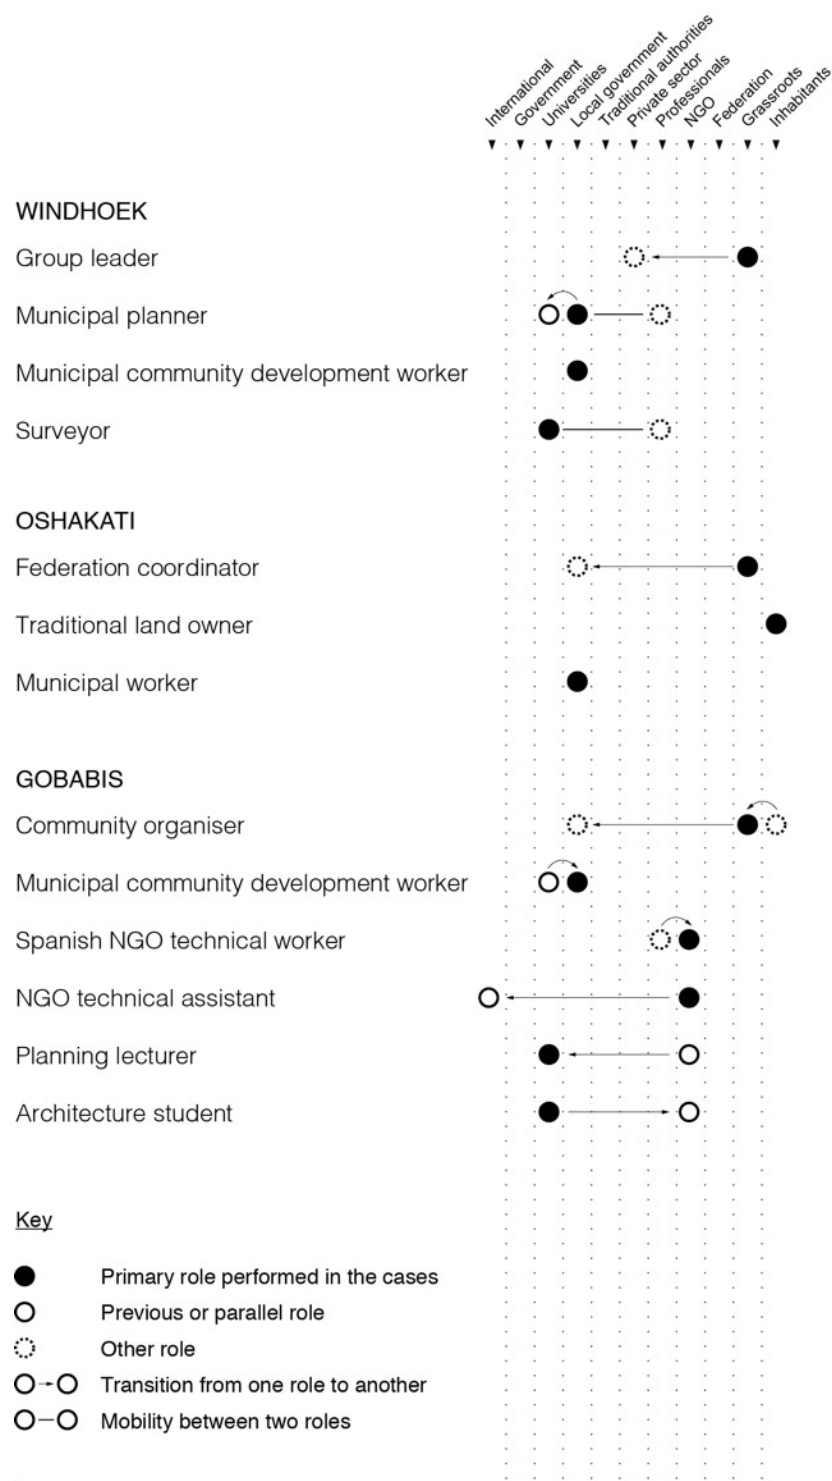 International
Government
Universities
Local government
Traditional authorities
Private sector
Professionals
NGO
Federation
Grassroots
Inhabitants
WINDHOEK
Group leader
Municipal planner
Municipal community development worker
Surveyor
OSHAKATI
Federation coordinator
Traditional land owner
Municipal worker
GOBABIS
Community organiser
Municipal community development worker
Spanish NGO technical worker
NGO technical assistant
Planning lecturer
Architecture student
Key
Primary role performed in the cases
Previous or parallel role
Other role
Transition from one role to another
Mobility between two roles